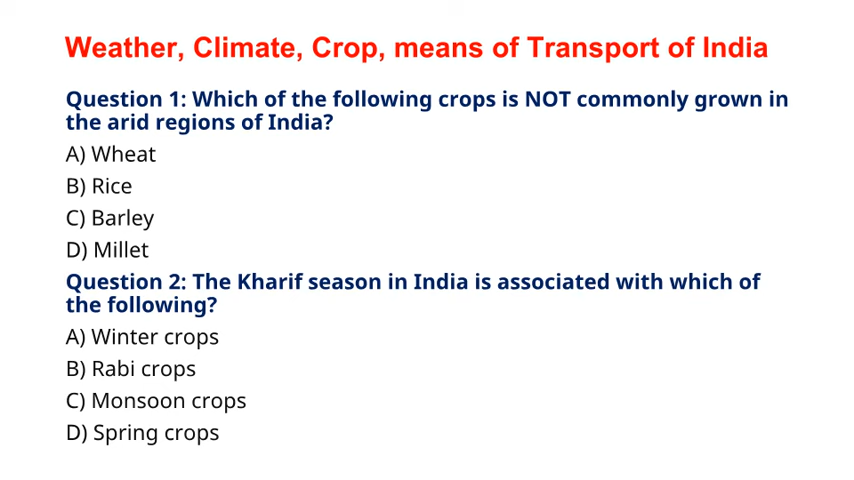 Weather, Climate, Crop, means of Transport of India
Question 1: Which of the following crops is NOT commonly grown in
the arid regions of India?
A) Wheat
B) Rice
C) Barley
D) Millet
Question 2: The Kharif season in India is associated with which of
the following?
A) Winter crops
B) Rabi crops
C) Monsoon crops
D) Spring crops